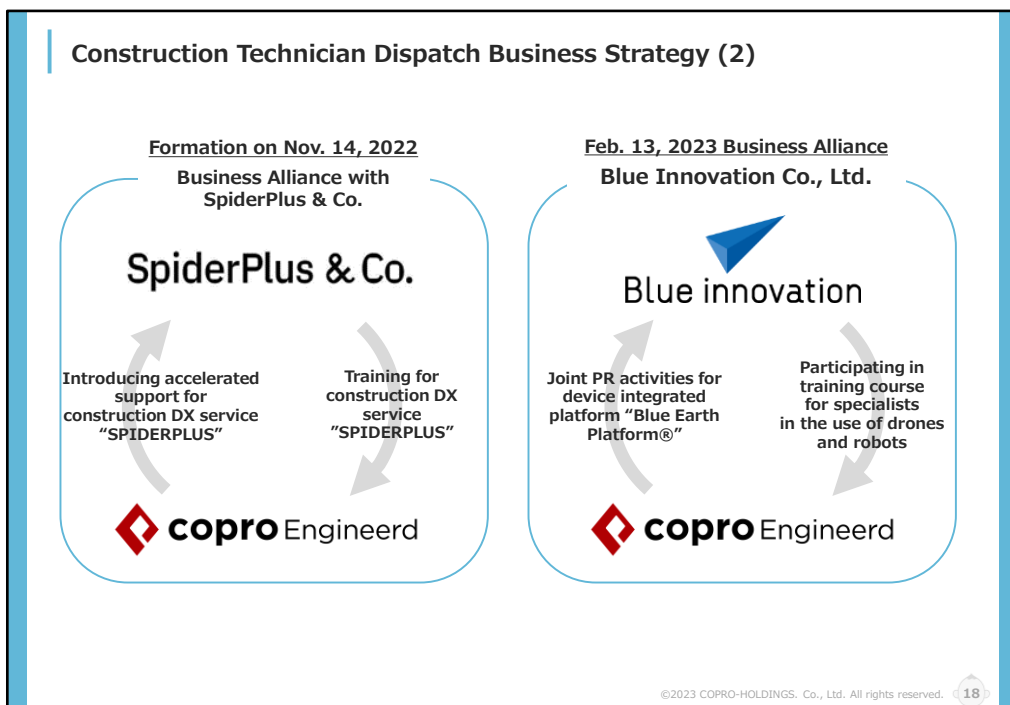 Construction Technician Dispatch Business Strategy (2)
Formation on Nov. 14, 2022
Business Alliance with
SpiderPlus & Co.
SpiderPlus & Co.
Introducing accelerated
support for
construction DX service
“SPIDERPLUS”
Training for
construction DX
service
”SPIDERPLUS”
copro Engineerd
Feb. 13, 2023 Business Alliance
Blue Innovation Co., Ltd.
Blue innovation
Joint PR activities for
device integrated
platform “Blue Earth
Platform®”
Participating in
training course
for specialists
in the use of drones
and robots
copro Engineerd
©2023 COPRO-HOLDINGS. Co., Ltd. All rights reserved.
18